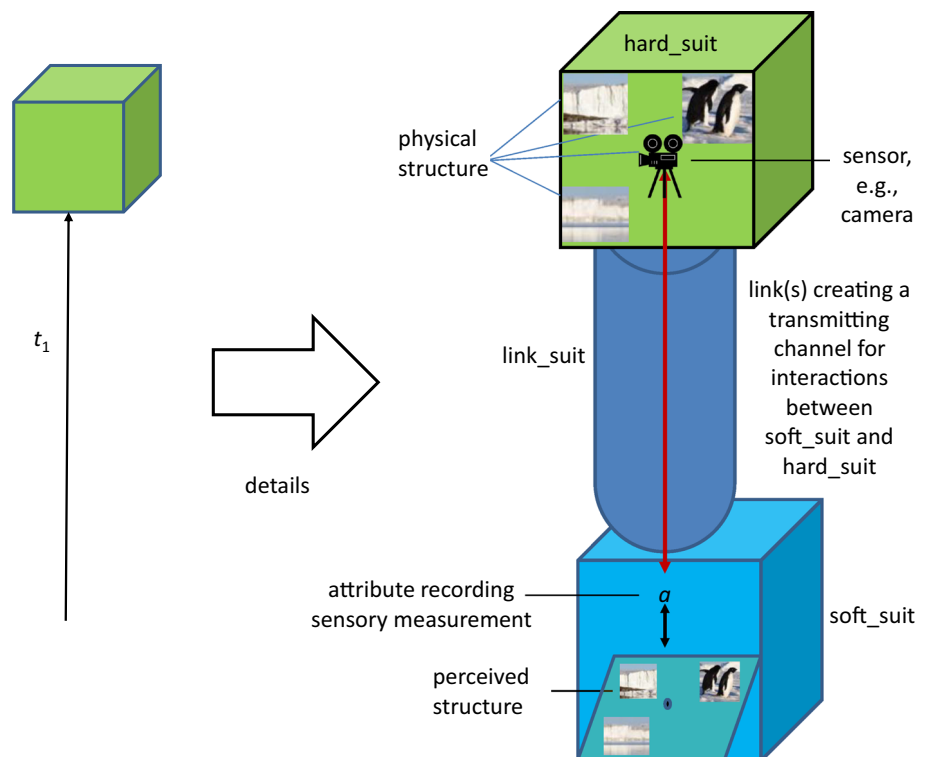 hard_suit
physical
structure
sensor,
e.g.,
camera
t₁
link_suit
link(s) creating a
transmitting
channel for
interactions
between
soft_suit and
hard_suit
details
attribute recording
sensory measurement
a
soft_suit
perceived
structure